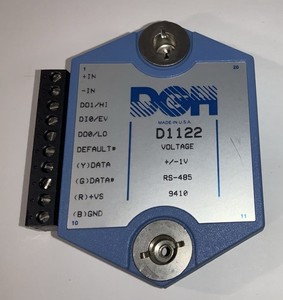 1
20
+IN
-IN
DO1/HI
DI0/EV
DO0/LO
DEFAULT*
(Y)DATA
(G)DATA*
(R)+VS
(B)GND
10
11
DGH
MADE IN U.S.A.
D1122
VOLTAGE
+/-1V
RS-485
9410